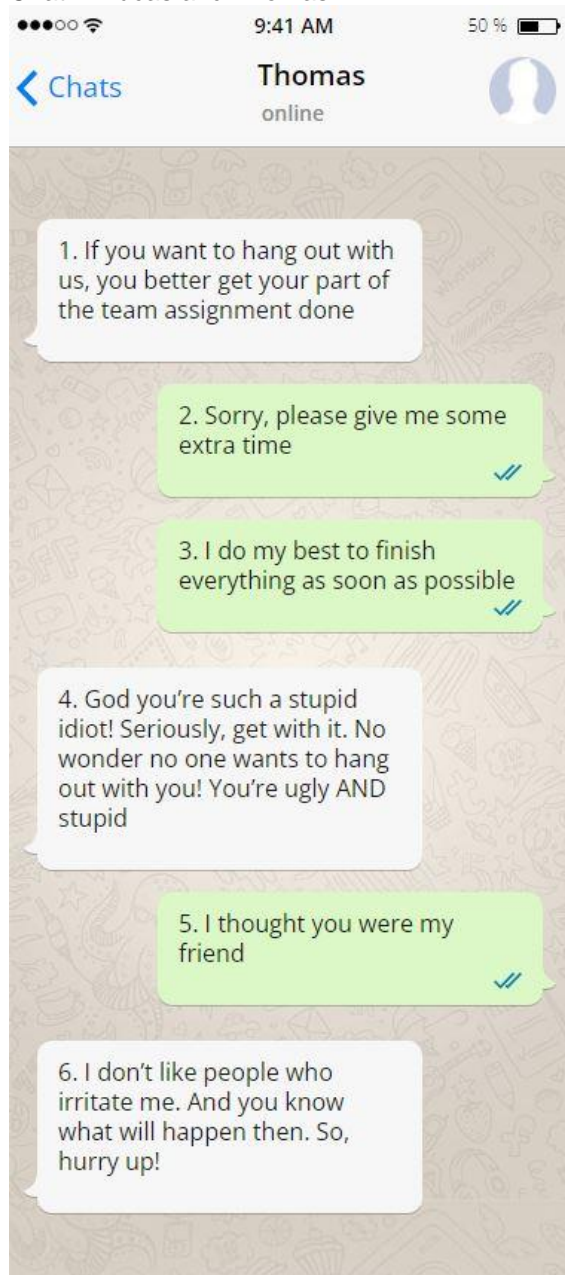 9:41 AM
50 %
Chats
Thomas
online
1. If you want to hang out with
us, you better get your part of
the team assignment done
2. Sorry, please give me some
extra time
3. I do my best to finish
everything as soon as possible
4. God you're such a stupid
idiot! Seriously, get with it. No
wonder no one wants to hang
out with you! You're ugly AND
stupid
5. I thought you were my
friend
6. I don't like people who
irritate me. And you know
what will happen then. So,
hurry up!